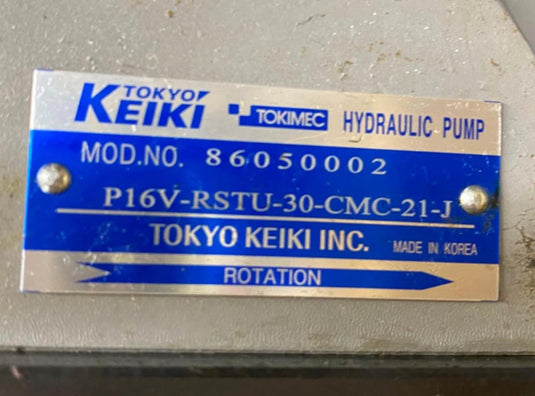 TOKYO KEIKI TOKIMEC HYDRAULIC PUMP
MOD.NO. 86050002
P16V-RSTU-30-CMC-21-J
TOKYO KEIKI INC. MADE IN KOREA
ROTATION